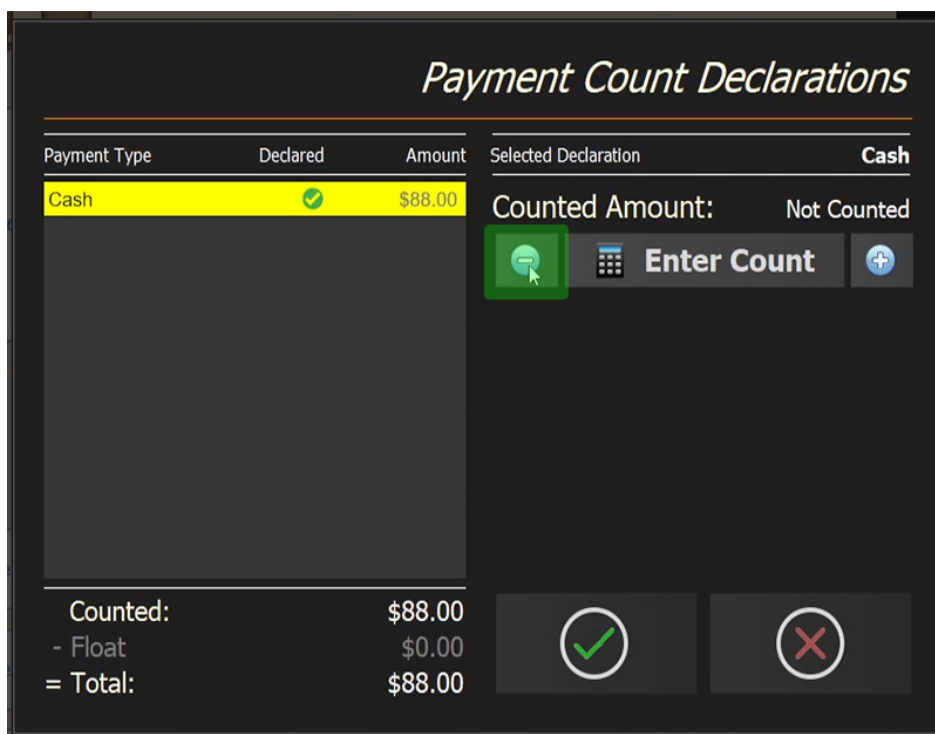 Payment Count Declarations
Payment Type Declared Amount
Cash $88.00
Counted: $88.00
- Float $0.00
= Total: $88.00
Selected Declaration Cash
Counted Amount: Not Counted
Enter Count